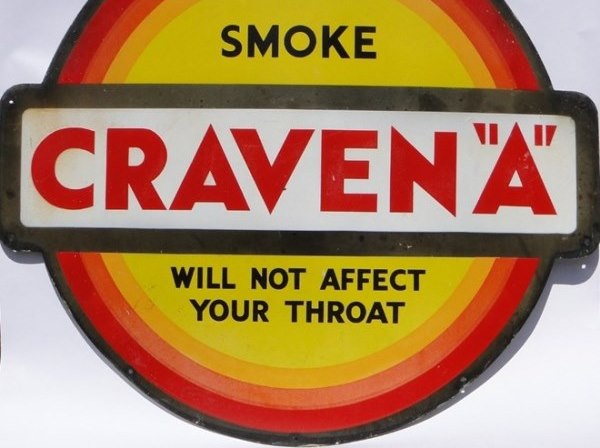 SMOKE
CRAVEN "A"
WILL NOT AFFECT
YOUR THROAT